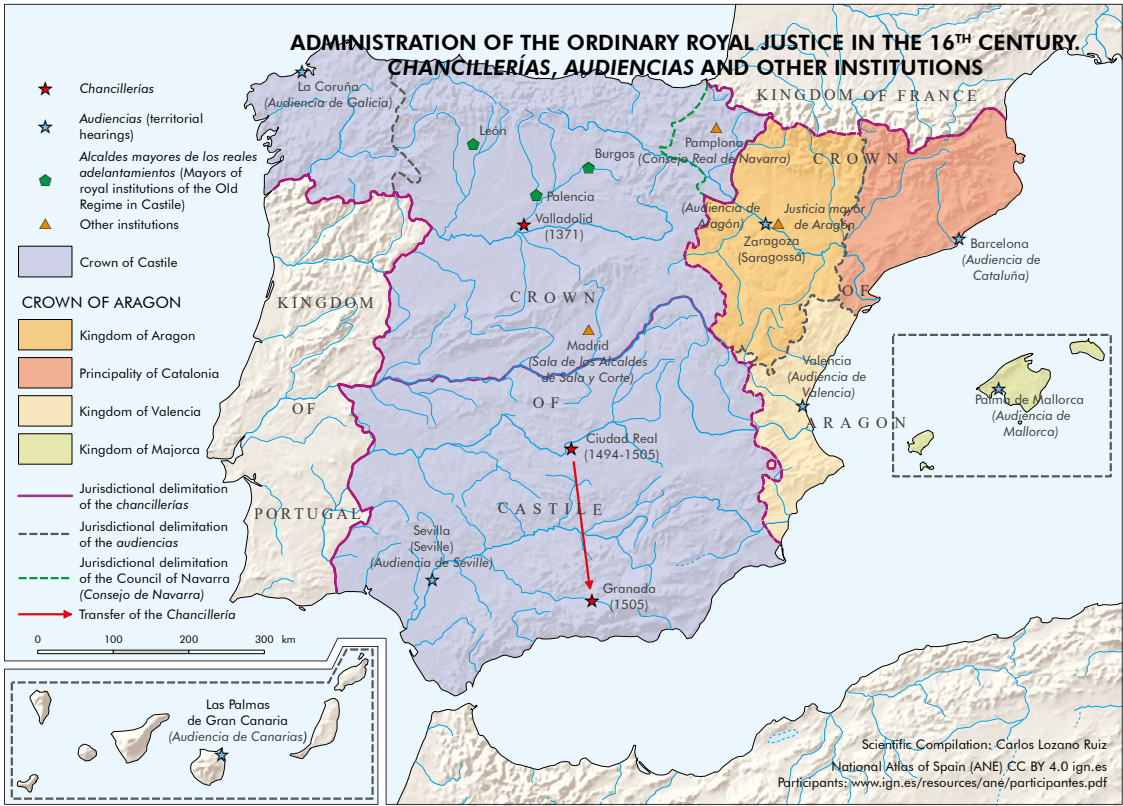 ADMINISTRATION OF THE ORDINARY ROYAL JUSTICE IN THE 16TH CENTURY.
CHANCILLERÍAS, AUDIENCIAS AND OTHER INSTITUTIONS
Chancillerías
Audiencias (territorial
hearings)
Alcaldes mayores de los reales
adelantamientos (Mayors of
royal institutions of the Old
Regime in Castile)
Other institutions
Crown of Castile
CROWN OF ARAGON
Kingdom of Aragon
Principality of Catalonia
Kingdom of Valencia
Kingdom of Majorca
Jurisdictional delimitation
of the chancillerías
Jurisdictional delimitation
of the audiencias
Jurisdictional delimitation
of the Council of Navarra
(Consejo de Navarra)
Transfer of the Chancillería
0 100 200 300 km
La Coruña
(Audiencia de Galicia)
León
Burgos
Palencia
Valladolid
(1371)
Pamplona
(Consejo Real de Navarra)
KINGDOM OF FRANCE
CROWN
OF
ARAGON
(Audiencia de
Aragón)
Justicia mayor
de Aragón
Zaragoza
(Saragossa)
Barcelona
(Audiencia de
Cataluña)
KINGDOM
OF
PORTUGAL
CROWN
OF
CASTILE
Madrid
(Sala de los Alcaldes
de Sala y Corte)
Valencia
(Audiencia de
Valencia)
Palma de Mallorca
(Audiencia de
Mallorca)
Ciudad Real
(1494-1505)
Sevilla
(Seville)
(Audiencia de Séville)
Granada
(1505)
Las Palmas
de Gran Canaria
(Audiencia de Canarias)
Scientific Compilation: Carlos Lozano Ruiz
National Atlas of Spain (ANE) CC BY 4.0 ign.es
Participants: www.ign.es/resources/ane/participantes.pdf